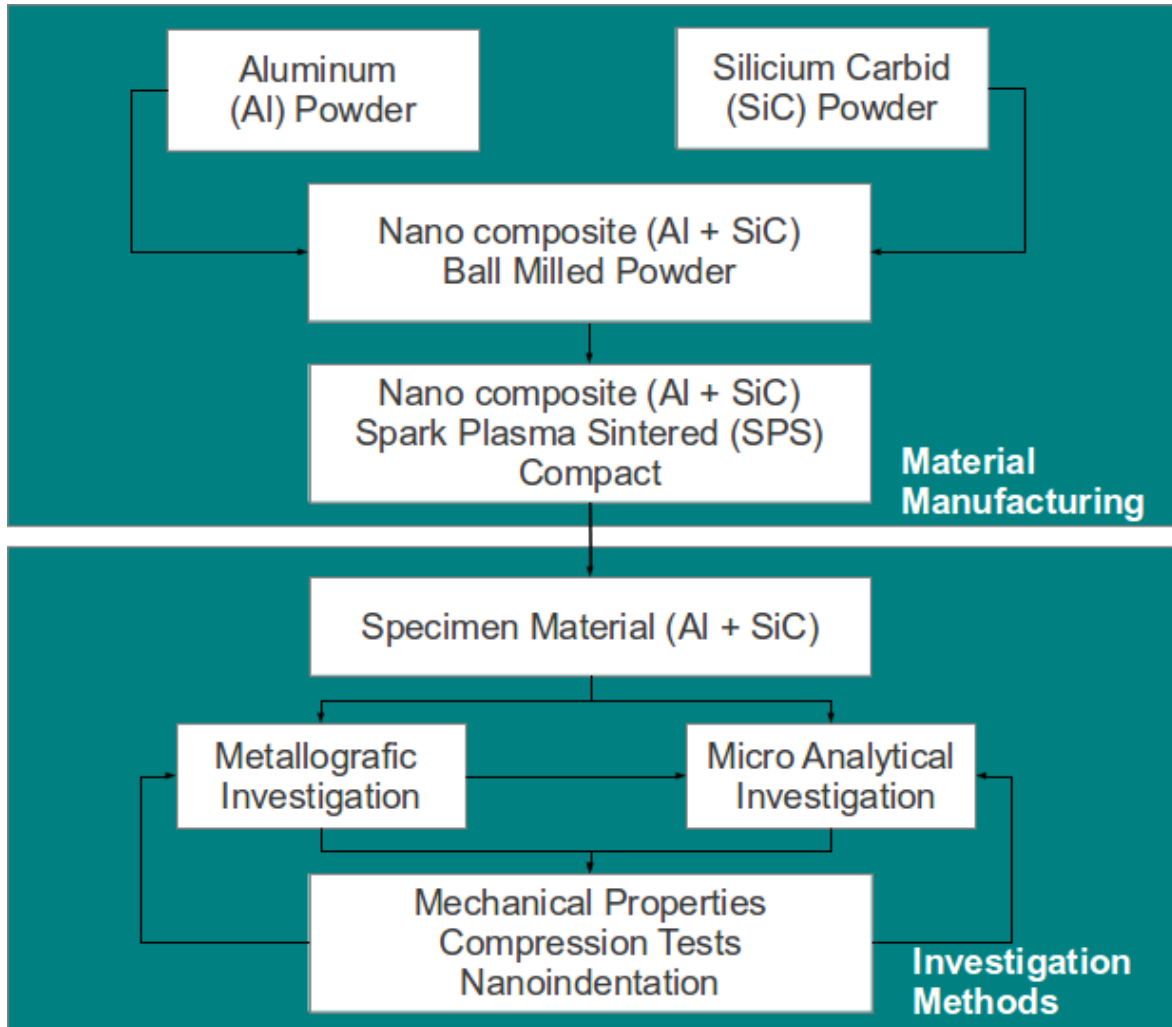 Aluminum
(Al) Powder
Silicium Carbid
(SiC) Powder
Nano composite (Al + SiC)
Ball Milled Powder
Nano composite (Al + SiC)
Spark Plasma Sintered (SPS)
Compact
Material
Manufacturing
Specimen Material (Al + SiC)
Metallografic
Investigation
Micro Analytical
Investigation
Mechanical Properties
Compression Tests
Nanoindentation
Investigation
Methods